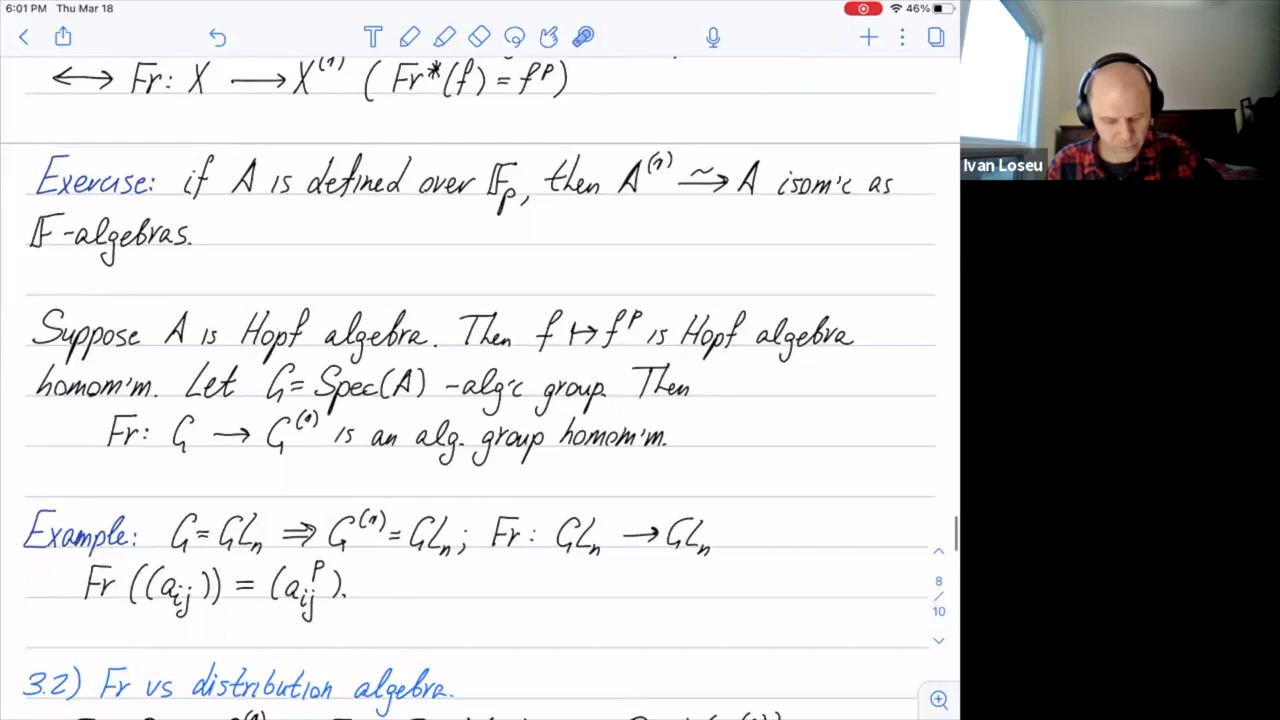 6:01 PM Thu Mar 18
46%
⟷ Fr: X ⟶ X^(1) ( Fr*(f) = f^p )
Exercise: if A is defined over 𝔽_p, then A^(1) ⥲ A isom'c as
𝔽-algebras.
Suppose A is Hopf algebra. Then f ↦ f^p is Hopf algebra
homom'm. Let G = Spec(A) - alg'c group. Then
Fr: G → G^(1) is an alg. group homom'm.
Example: G = GL_n ⇒ G^(1) = GL_n; Fr: GL_n → GL_n
Fr ((a_ij)) = (a_ij^p).
3.2) Fr vs distribution algebra.
8
/
10
Ivan Loseu